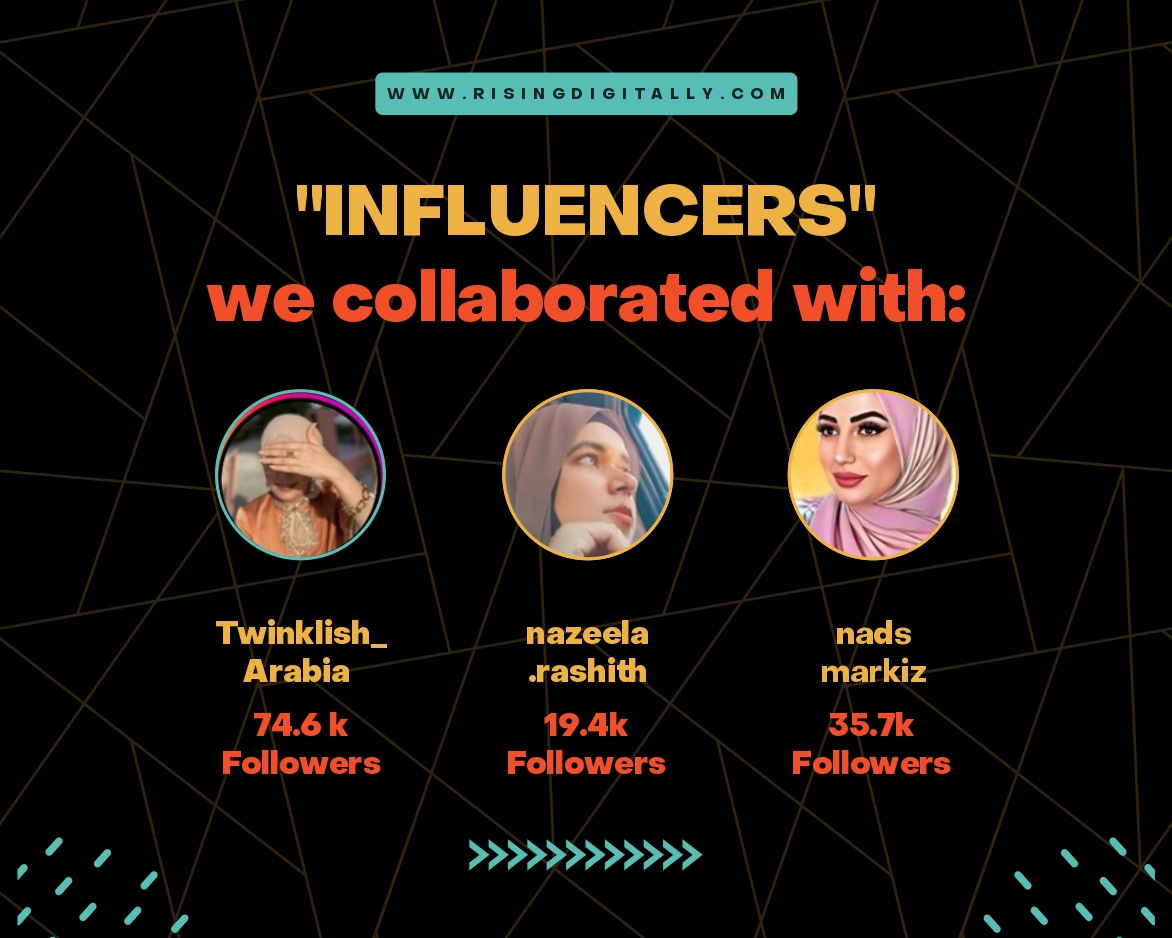 WWW.RISINGDIGITALLY.COM
"INFLUENCERS"
we collaborated with:
Twinklish_
Arabia
74.6 k
Followers
nazeela
.rashith
19.4k
Followers
nads
markiz
35.7k
Followers